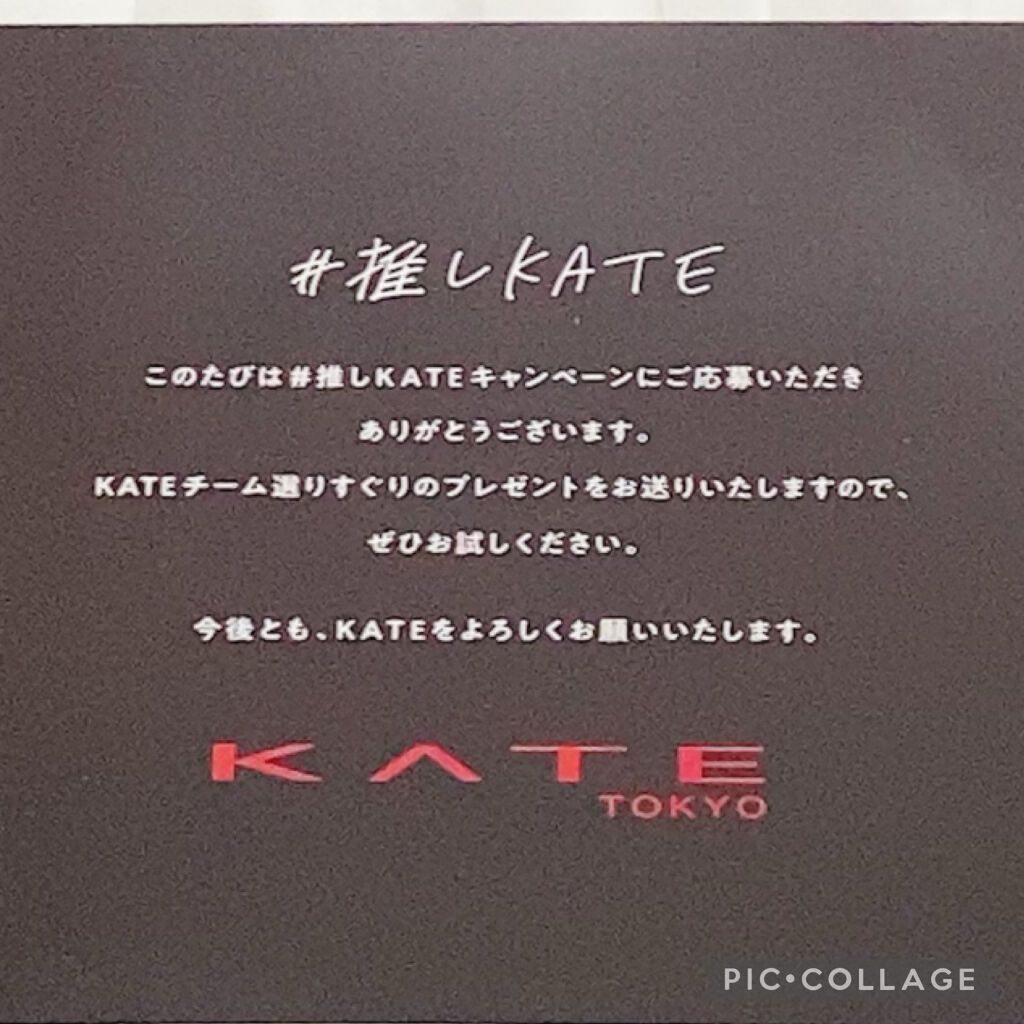 #推しKATE
このたびは#推しKATEキャンペーンにご応募いただき
ありがとうございます。
KATEチーム選りすぐりのプレゼントをお送りいたしますので、
ぜひお試しください。
今後とも、KATEをよろしくお願いいたします。
KATE
TOKYO
PIC•COLLAGE